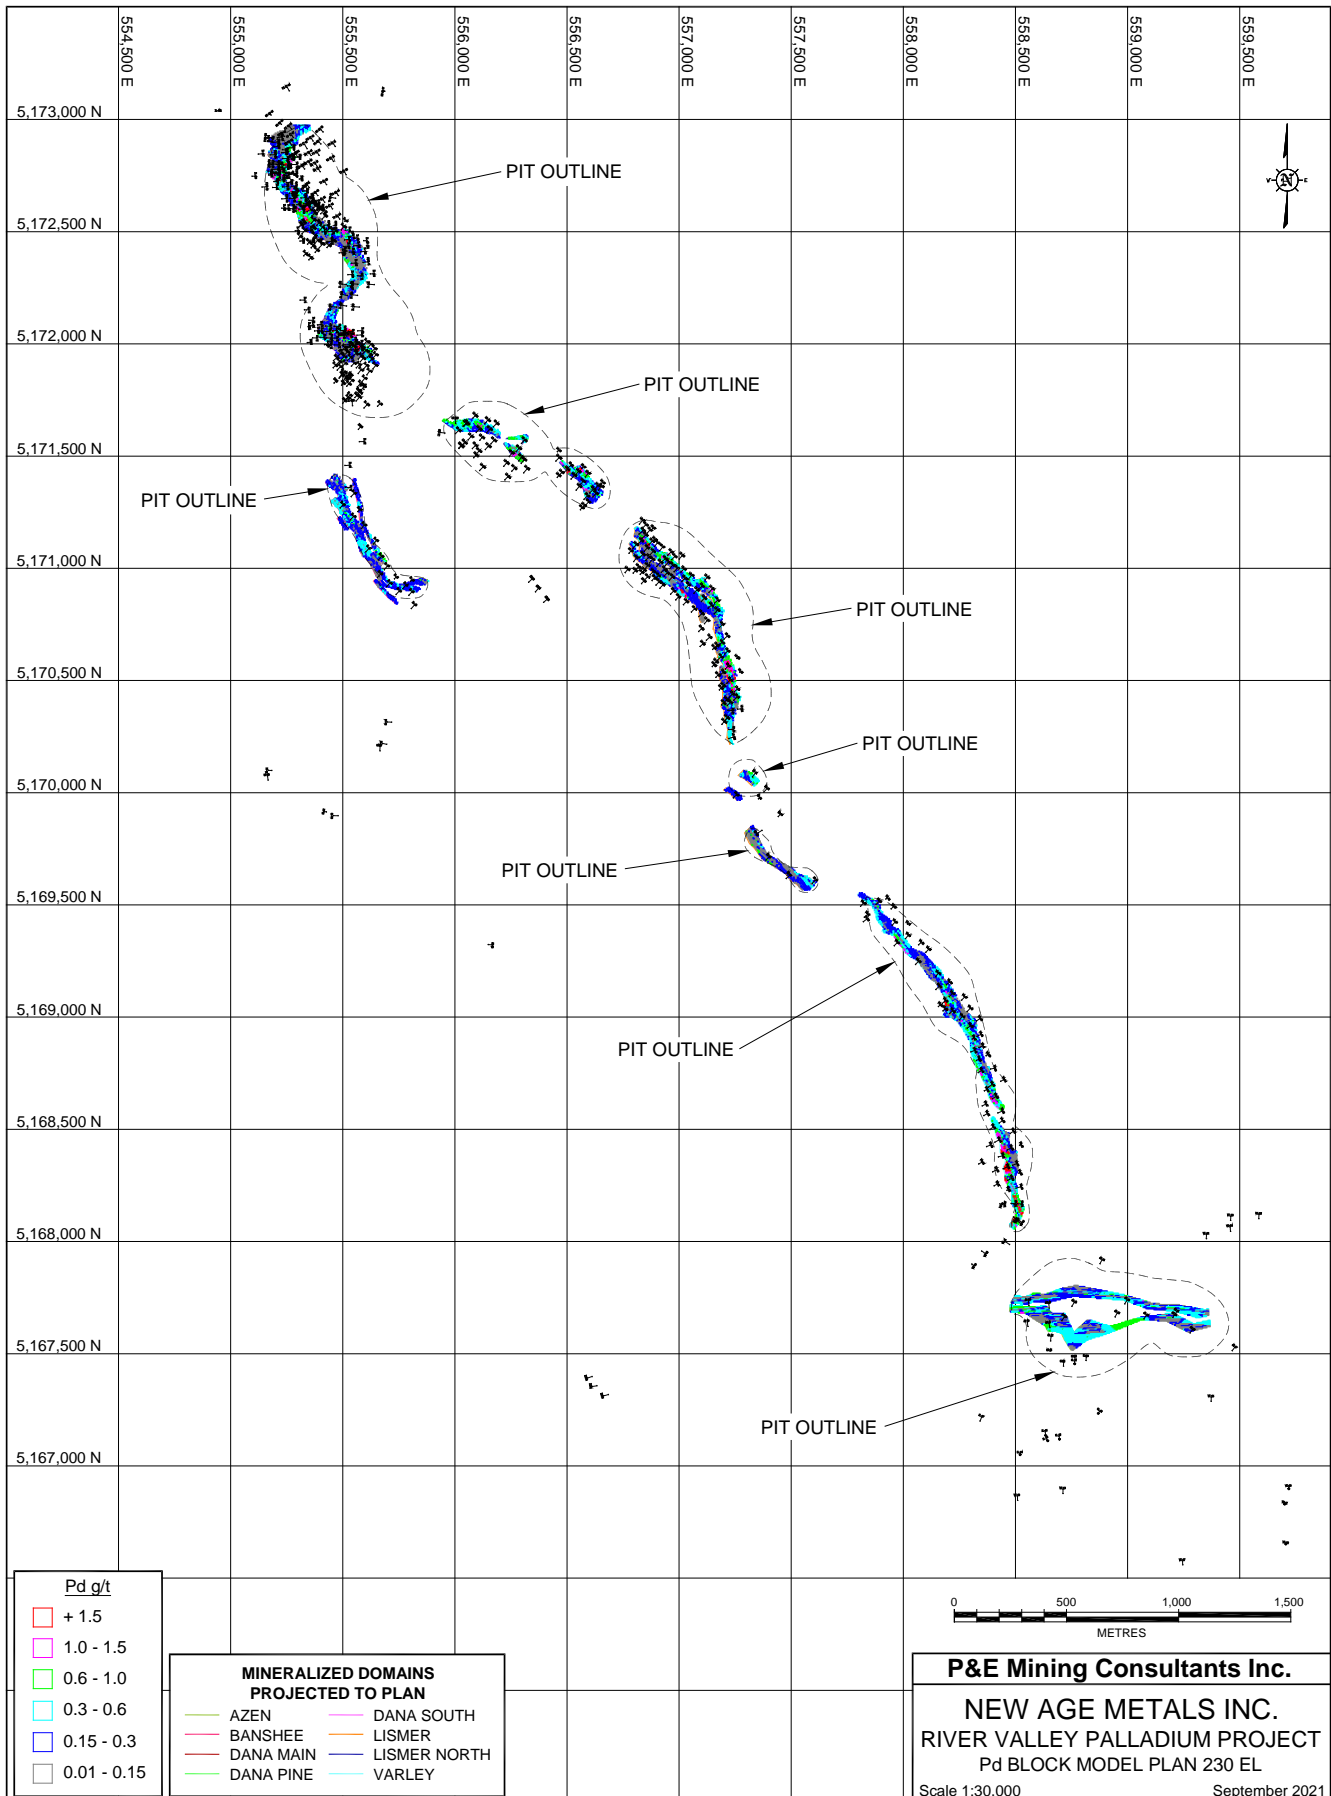 554,500 E
555,000 E
555,500 E
556,000 E
556,500 E
557,000 E
557,500 E
558,000 E
558,500 E
559,000 E
559,500 E
5,173,000 N
PIT OUTLINE
N
5,172,500 N
5,172,000 N
PIT OUTLINE
5,171,500 N
PIT OUTLINE
5,171,000 N
PIT OUTLINE
5,170,500 N
PIT OUTLINE
5,170,000 N
PIT OUTLINE
5,169,500 N
5,169,000 N
PIT OUTLINE
5,168,500 N
5,168,000 N
5,167,500 N
PIT OUTLINE
5,167,000 N
Pd g/t
+ 1.5
1.0 - 1.5
0.6 - 1.0
0.3 - 0.6
0.15 - 0.3
0.01 - 0.15
MINERALIZED DOMAINS
PROJECTED TO PLAN
AZEN
BANSHEE
DANA MAIN
DANA PINE
DANA SOUTH
LISMER
LISMER NORTH
VARLEY
0 500 1,000 1,500
METRES
P&E Mining Consultants Inc.
NEW AGE METALS INC.
RIVER VALLEY PALLADIUM PROJECT
Pd BLOCK MODEL PLAN 230 EL
Scale 1:30,000 September 2021